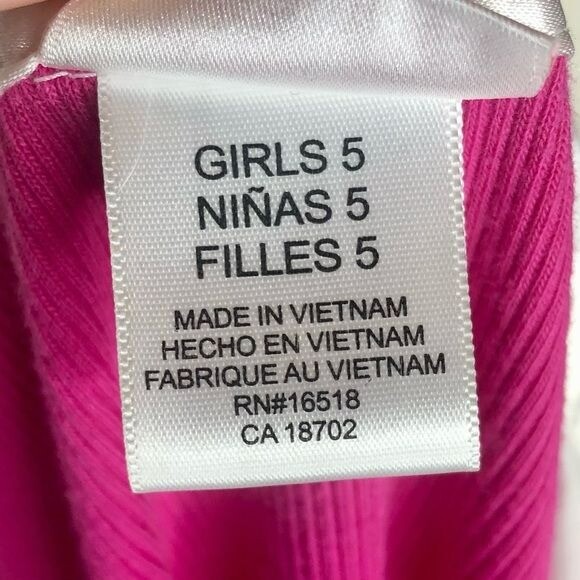 GIRLS 5
NIÑAS 5
FILLES 5
MADE IN VIETNAM
HECHO EN VIETNAM
FABRIQUE AU VIETNAM
RN#16518
CA 18702